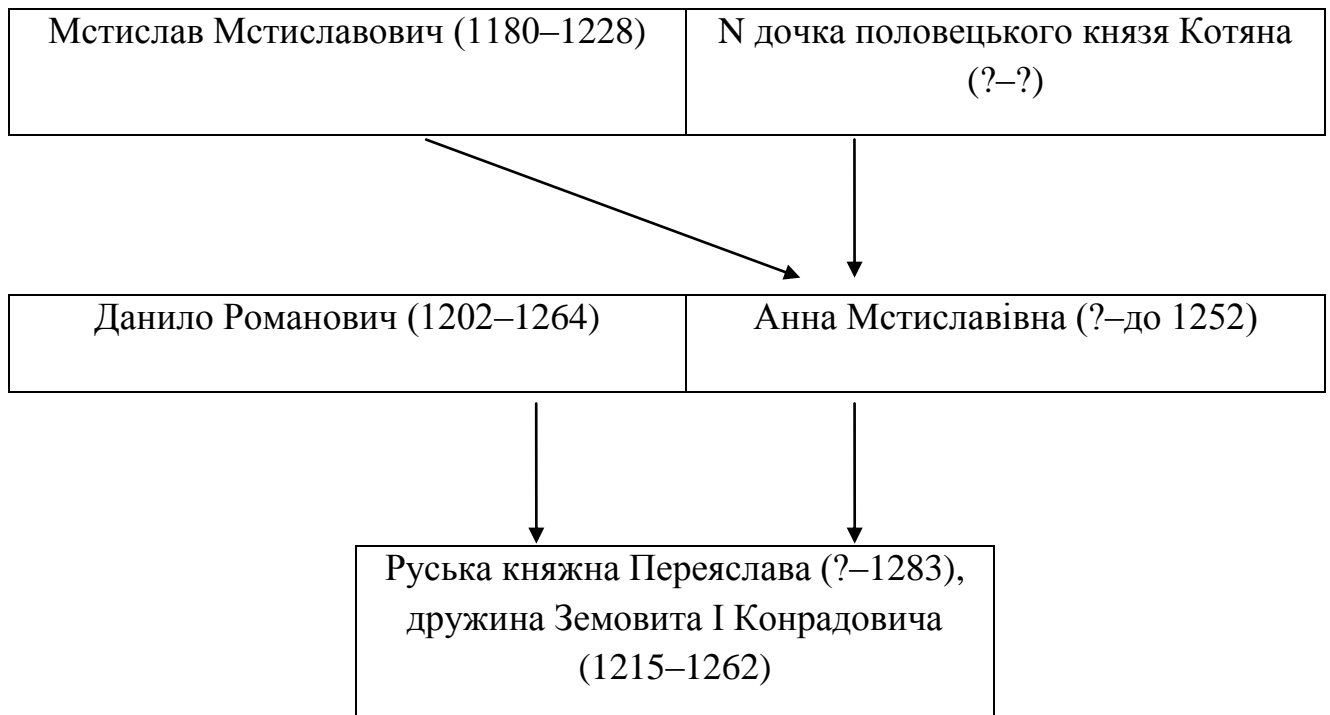 Мстислав Мстиславович (1180–1228)
N дочка половецького князя Котяна
(?–?)
Данило Романович (1202–1264)
Анна Мстиславівна (?–до 1252)
Руська княжна Переяслава (?–1283),
дружина Земовита І Конрадовича
(1215–1262)